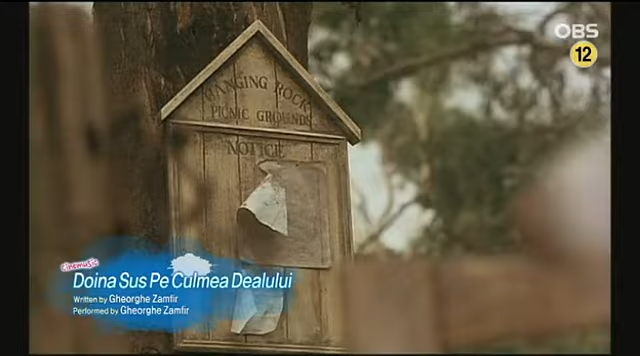 OBS
12
HANGING ROCK
PICNIC GROUNDS
NOTICE
cinemusic
Doina Sus Pe Culmea Dealului
Written by Gheorghe Zamfir
Performed by Gheorghe Zamfir